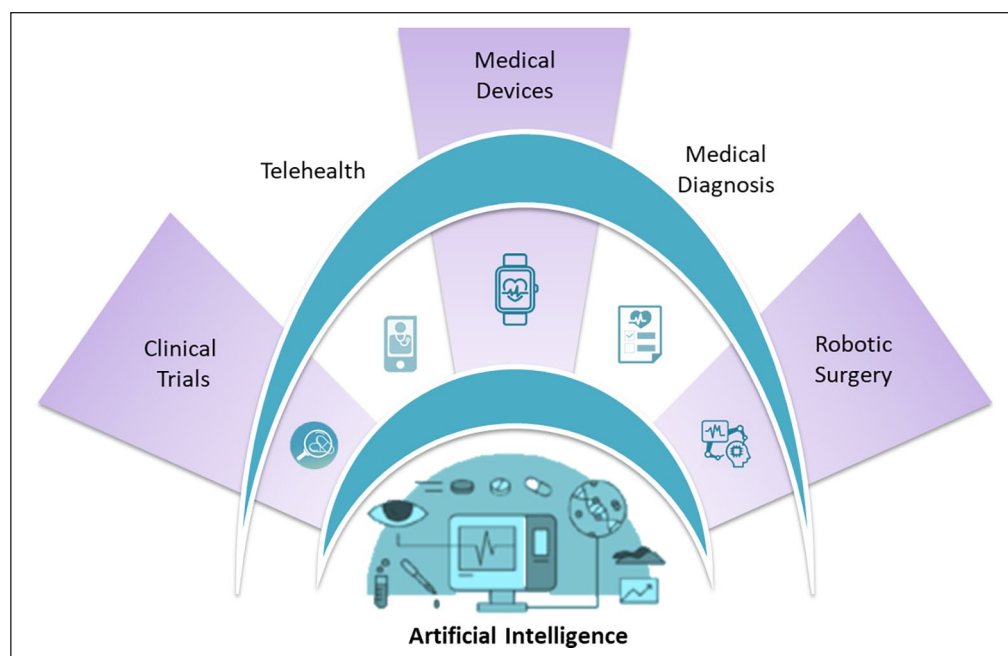 Medical
Devices
Telehealth
Medical
Diagnosis
Clinical
Trials
Robotic
Surgery
Artificial Intelligence